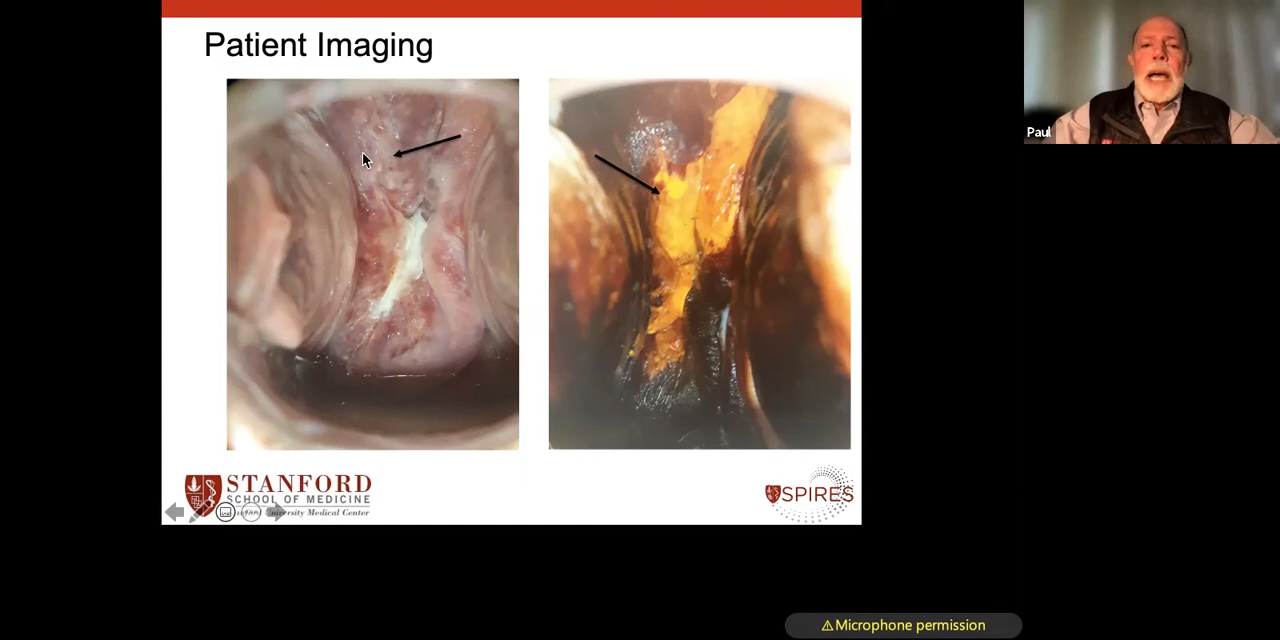 Patient Imaging
Paul
STANFORD
SCHOOL OF MEDICINE
University Medical Center
SPIRES
⚠Microphone permission